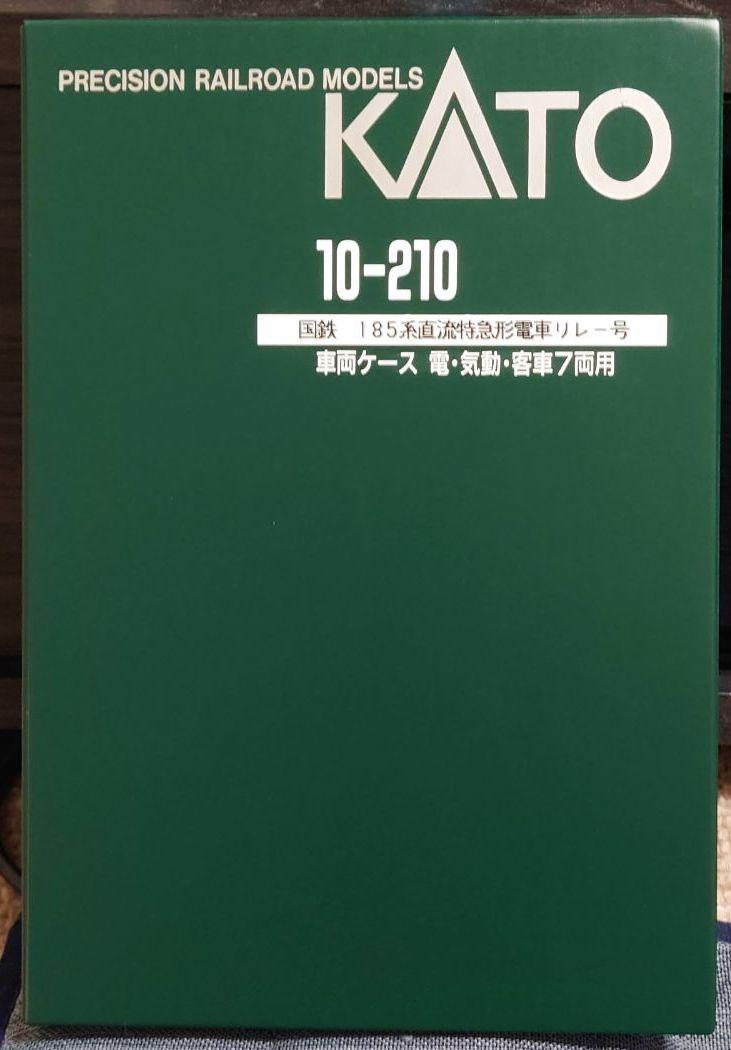 PRECISION RAILROAD MODELS
KATO
10-210
国鉄 185系直流特急形電車リレー号
車両ケース 電・気動・客車7両用